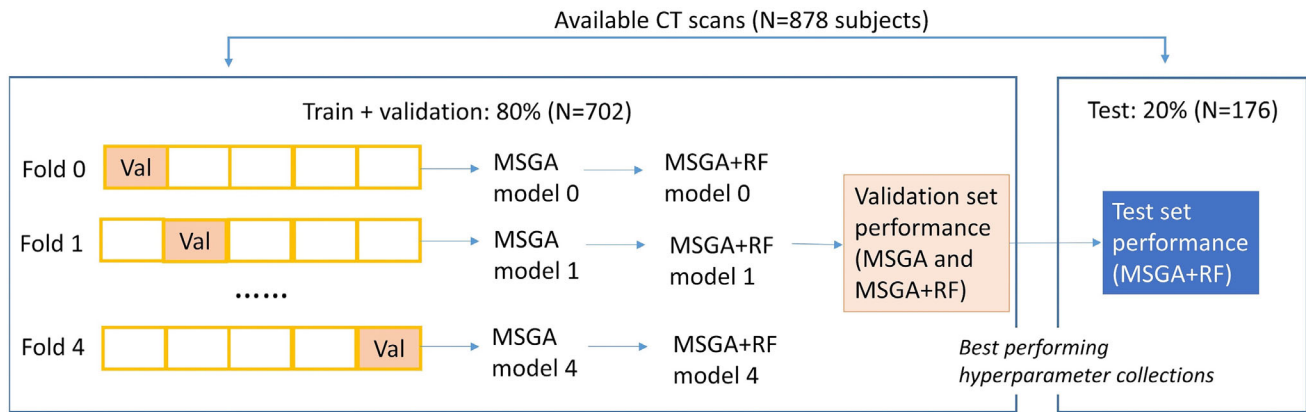 Available CT scans (N=878 subjects)
Train + validation: 80% (N=702)
Test: 20% (N=176)
Fold 0
Val
MSGA
model 0
MSGA+RF
model 0
Fold 1
Val
MSGA
model 1
MSGA+RF
model 1
......
Fold 4
Val
MSGA
model 4
MSGA+RF
model 4
Validation set
performance
(MSGA and
MSGA+RF)
Test set
performance
(MSGA+RF)
Best performing
hyperparameter collections